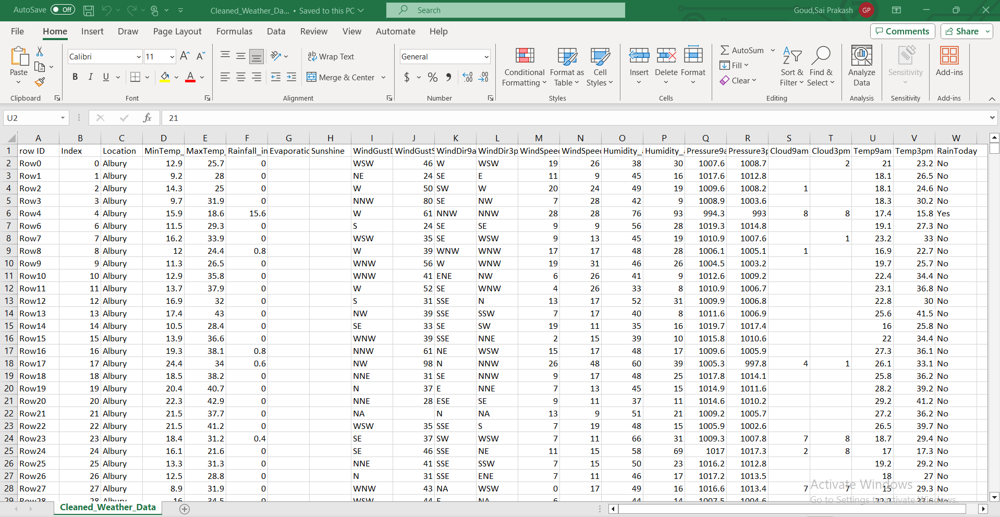 AutoSave Off Cleaned_Weather_Da... • Saved to this PC Search Goud,Sai Prakash GP
File Home Insert Draw Page Layout Formulas Data Review View Automate Help Comments Share
Paste Clipboard
Calibri 11 B I U Font
Wrap Text Merge & Center Alignment
General $ % Number
Conditional Formatting Format as Table Cell Styles Styles
Insert Delete Format Cells
AutoSum Fill Clear Sort & Filter Find & Select Editing
Analyze Data Analysis
Sensitivity Sensitivity
Add-ins Add-ins
U2 fx 21
A B C D E F G H I J K L M N O P Q R S T U V W
1 row ID Index Location MinTemp_ MaxTemp_ Rainfall_in Evaporatic Sunshine WindGustD WindGustS WindDir9a WindDir3p WindSpeed WindSpeed Humidity_ Humidity_ Pressure9a Pressure3p Cloud9am Cloud3pm Temp9am Temp3pm RainToday
2 Row0 0 Albury 12.9 25.7 0 WSW 46 W WSW 19 26 38 30 1007.6 1008.7 2 21 23.2 No
3 Row1 1 Albury 9.2 28 0 NE 24 SE E 11 9 45 16 1017.6 1012.8 18.1 26.5 No
4 Row2 2 Albury 14.3 25 0 W 50 SW W 20 24 49 19 1009.6 1008.2 1 18.1 24.6 No
5 Row3 3 Albury 9.7 31.9 0 NNW 80 SE NW 7 28 42 9 1008.9 1003.6 18.3 30.2 No
6 Row4 4 Albury 15.9 18.6 15.6 W 61 NNW NNW 28 28 76 93 994.3 993 8 8 17.4 15.8 Yes
7 Row6 6 Albury 11.5 29.3 0 S 24 SE SE 9 9 56 28 1019.3 1014.8 19.1 27.3 No
8 Row7 7 Albury 16.2 33.9 0 WSW 35 SE WSW 9 13 45 19 1010.9 1007.6 1 23.2 33 No
9 Row8 8 Albury 12 24.4 0.8 W 39 WNW WNW 17 17 48 28 1006.1 1005.1 1 16.9 22.7 No
10 Row9 9 Albury 11.3 26.5 0 WNW 56 W WNW 19 31 46 26 1004.5 1003.2 19.7 25.7 No
11 Row10 10 Albury 12.9 35.8 0 WNW 41 ENE NW 6 26 41 9 1012.6 1009.2 22.4 34.4 No
12 Row11 11 Albury 13.7 37.9 0 W 52 SE WNW 4 26 33 8 1010.9 1006.7 23.1 36.8 No
13 Row12 12 Albury 16.9 32 0 S 31 SSE N 13 17 52 31 1009.9 1006.8 22.8 30 No
14 Row13 13 Albury 17.4 43 0 NW 39 SSE SSW 7 17 40 8 1011.6 1006.9 25.6 41.5 No
15 Row14 14 Albury 10.5 28.4 0 SE 33 SE SW 19 11 35 16 1019.7 1017.4 16 25.8 No
16 Row15 15 Albury 13.9 36.6 0 WNW 39 SSE NNE 2 15 39 10 1015.8 1010.6 22 34.4 No
17 Row16 16 Albury 19.3 38.1 0.8 NNW 61 NE WSW 15 17 48 17 1009.6 1005.9 27.3 36.1 No
18 Row17 17 Albury 24.4 34 0.6 NW 98 N NNW 26 48 60 39 1005.3 997.8 4 1 26.1 33.1 No
19 Row18 18 Albury 18.5 38.2 0 NNE 31 SE NNW 9 17 48 25 1017.8 1014.1 25.8 36.2 No
20 Row19 19 Albury 20.4 40.7 0 N 37 E NNE 7 13 45 15 1014.9 1011.6 28.2 39.2 No
21 Row20 20 Albury 22.3 42.9 0 NNE 28 ESE SE 9 11 37 11 1014.6 1010.2 29.2 41.2 No
22 Row21 21 Albury 21.5 37.7 0 NA N NA 13 9 51 21 1009.2 1005.7 27.2 36.2 No
23 Row22 22 Albury 21.5 41.2 0 WSW 35 SSE S 7 19 48 15 1005.9 1002.6 26.5 39.7 No
24 Row23 23 Albury 18.4 31.2 0.4 SE 37 SW WSW 7 11 66 31 1009.3 1007.8 7 8 18.7 29.4 No
25 Row24 24 Albury 16.1 21.6 0 SE 46 SSE NE 11 15 58 69 1017 1017.3 2 8 17 17.3 No
26 Row25 25 Albury 13.3 31.3 0 NNE 41 SSE SSW 7 15 50 23 1016.2 1012.8 19.2 29.2 No
27 Row26 26 Albury 12.5 28.8 0 N 31 SSE ENE 7 11 46 17 1017.2 1013.5 18 27 No
28 Row27 27 Albury 8.9 31.9 0 WNW 43 NA WSW 0 17 49 16 1016.6 1013.4 7 7 15 29.3 No
29 Row28 28 Albury 16 34.5 0 WSW 44 NA 6 44 14 1007.5 1004.6
Activate Windows
Go to Settings to activate Windows.
Cleaned_Weather_Data